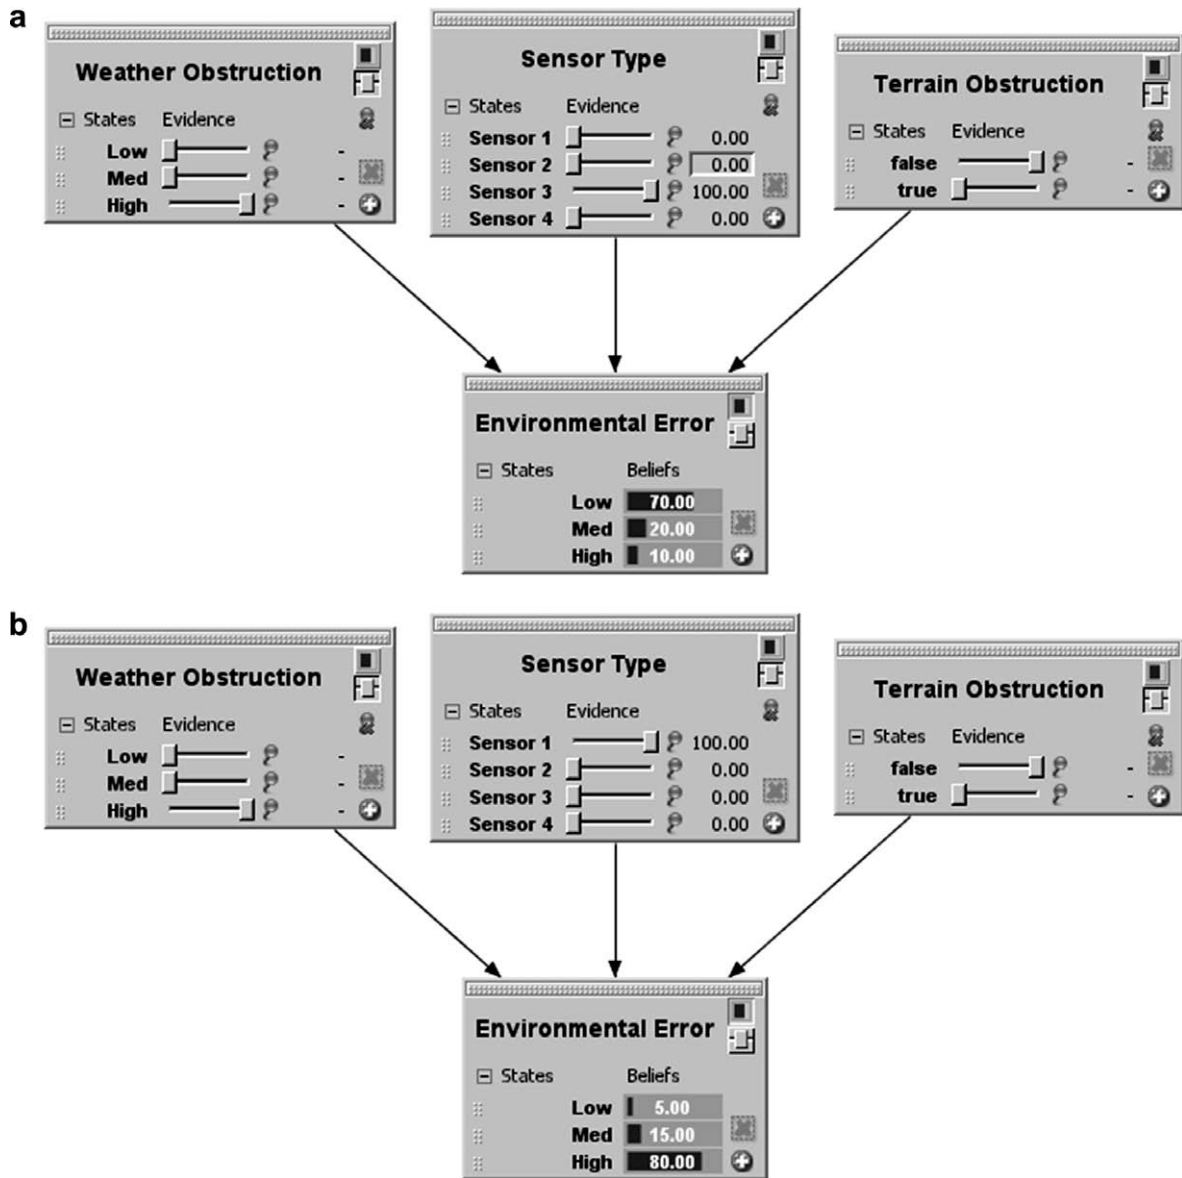 a
Weather Obstruction
States Evidence
Low -
Med -
High -
Sensor Type
States Evidence
Sensor 1 0.00
Sensor 2 0.00
Sensor 3 100.00
Sensor 4 0.00
Terrain Obstruction
States Evidence
false -
true -
Environmental Error
States Beliefs
Low 70.00
Med 20.00
High 10.00
b
Weather Obstruction
States Evidence
Low -
Med -
High -
Sensor Type
States Evidence
Sensor 1 100.00
Sensor 2 0.00
Sensor 3 0.00
Sensor 4 0.00
Terrain Obstruction
States Evidence
false -
true -
Environmental Error
States Beliefs
Low 5.00
Med 15.00
High 80.00